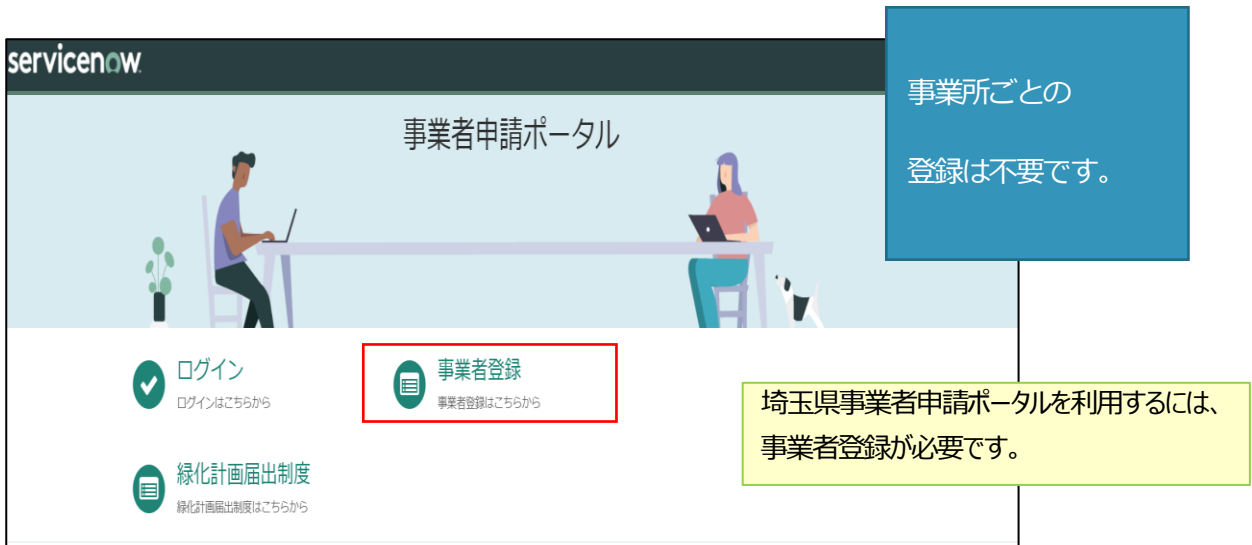 servicenow
事業者申請ポータル
事業所ごとの
登録は不要です。
ログイン
ログインはこちらから
事業者登録
事業者登録はこちらから
埼玉県事業者申請ポータルを利用するには、
事業者登録が必要です。
緑化計画届出制度
緑化計画届出制度はこちらから